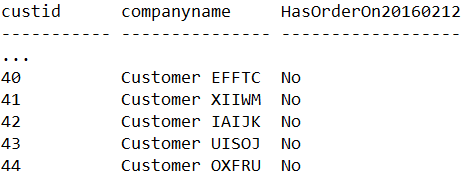 custid      companyname     HasOrderOn20160212
----------- --------------- ------------------
...
40          Customer EFFTC  No
41          Customer XIIWM  No
42          Customer IAIJK  No
43          Customer UISOJ  No
44          Customer OXFRU  No